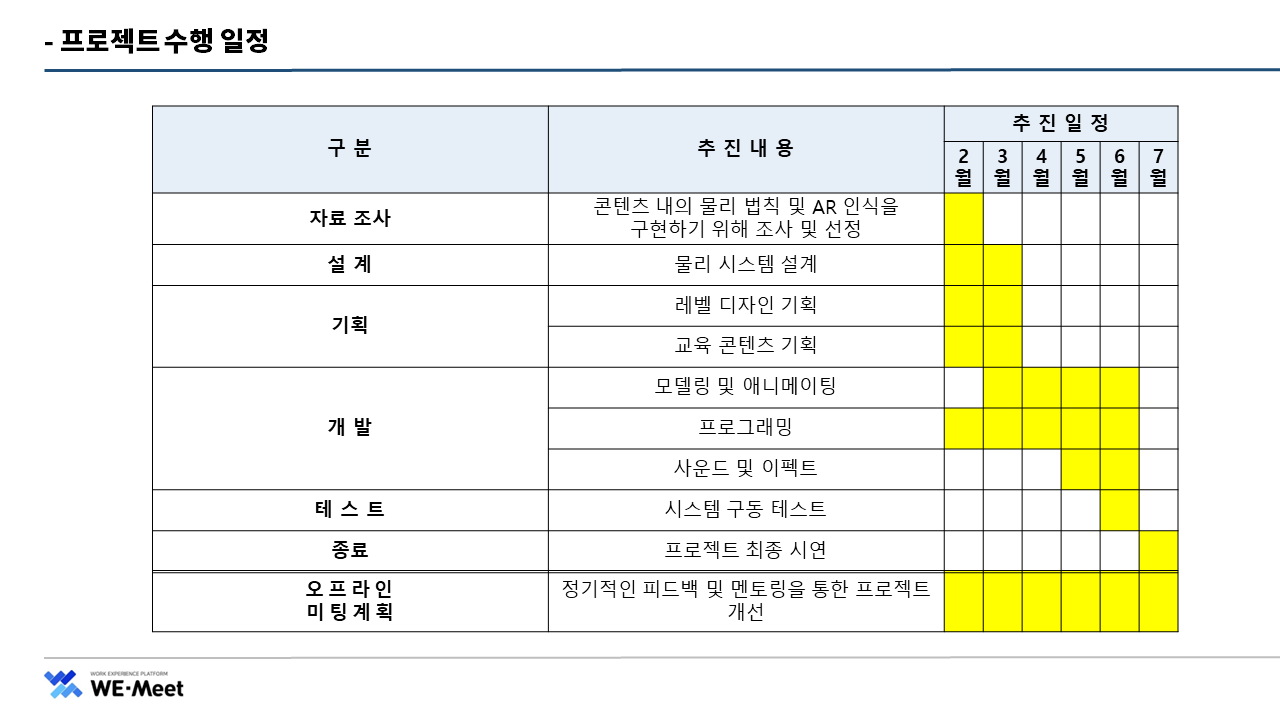 - 프로젝트 수행 일정
구 분
추 진 내 용
추 진 일 정
2월
3월
4월
5월
6월
7월
자료 조사
콘텐츠 내의 물리 법칙 및 AR 인식을
구현하기 위해 조사 및 선정
설 계
물리 시스템 설계
기획
레벨 디자인 기획
교육 콘텐츠 기획
개 발
모델링 및 애니메이팅
프로그래밍
사운드 및 이펙트
테 스 트
시스템 구동 테스트
종료
프로젝트 최종 시연
오 프 라 인
미 팅 계 획
정기적인 피드백 및 멘토링을 통한 프로젝트
개선
WORK EXPERIENCE PLATFORM
WE-Meet